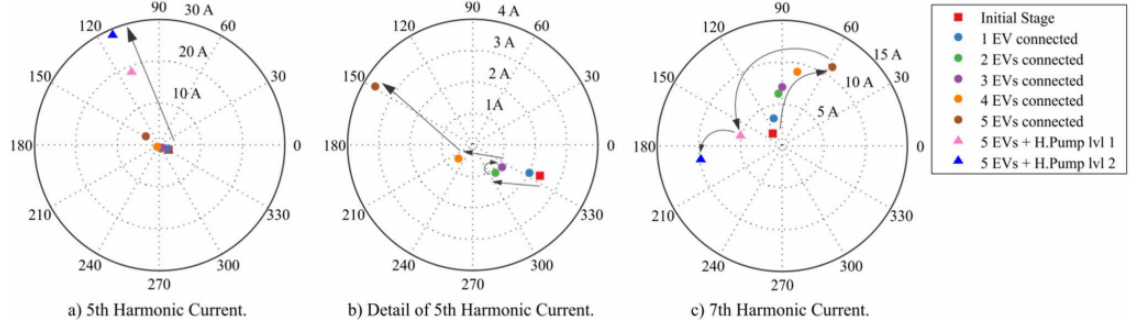 90 30 A
120 60
20 A
150 30
10 A
180 0
210 330
240 300
270
a) 5th Harmonic Current.
90 4 A
120 60
3 A
150 30
2 A
1A
180 0
210 330
240 300
270
b) Detail of 5th Harmonic Current.
90
120 60
15 A
150 30
10 A
5 A
180 0
210 330
240 300
270
c) 7th Harmonic Current.
Initial Stage
1 EV connected
2 EVs connected
3 EVs connected
4 EVs connected
5 EVs connected
5 EVs + H.Pump lvl 1
5 EVs + H.Pump lvl 2